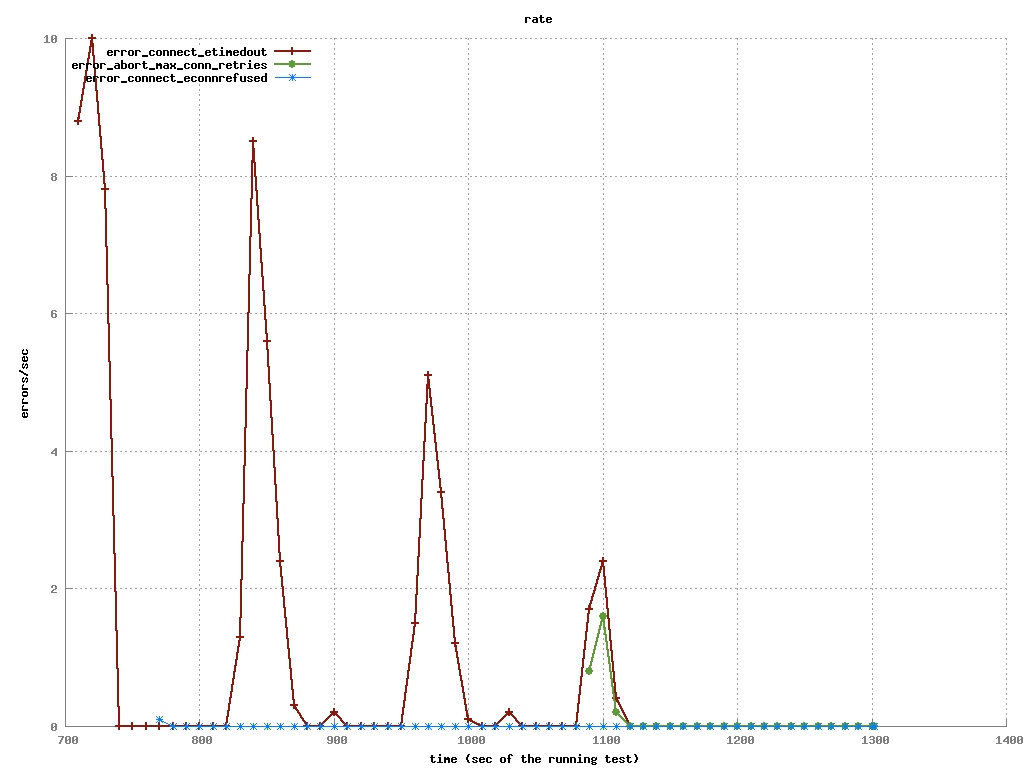 rate
10
error_connect_etimedout
error_abort_max_conn_retries
error_connect_econnrefused
8
6
errors/sec
4
2
0
700 800 900 1000 1100 1200 1300 1400
time (sec of the running test)